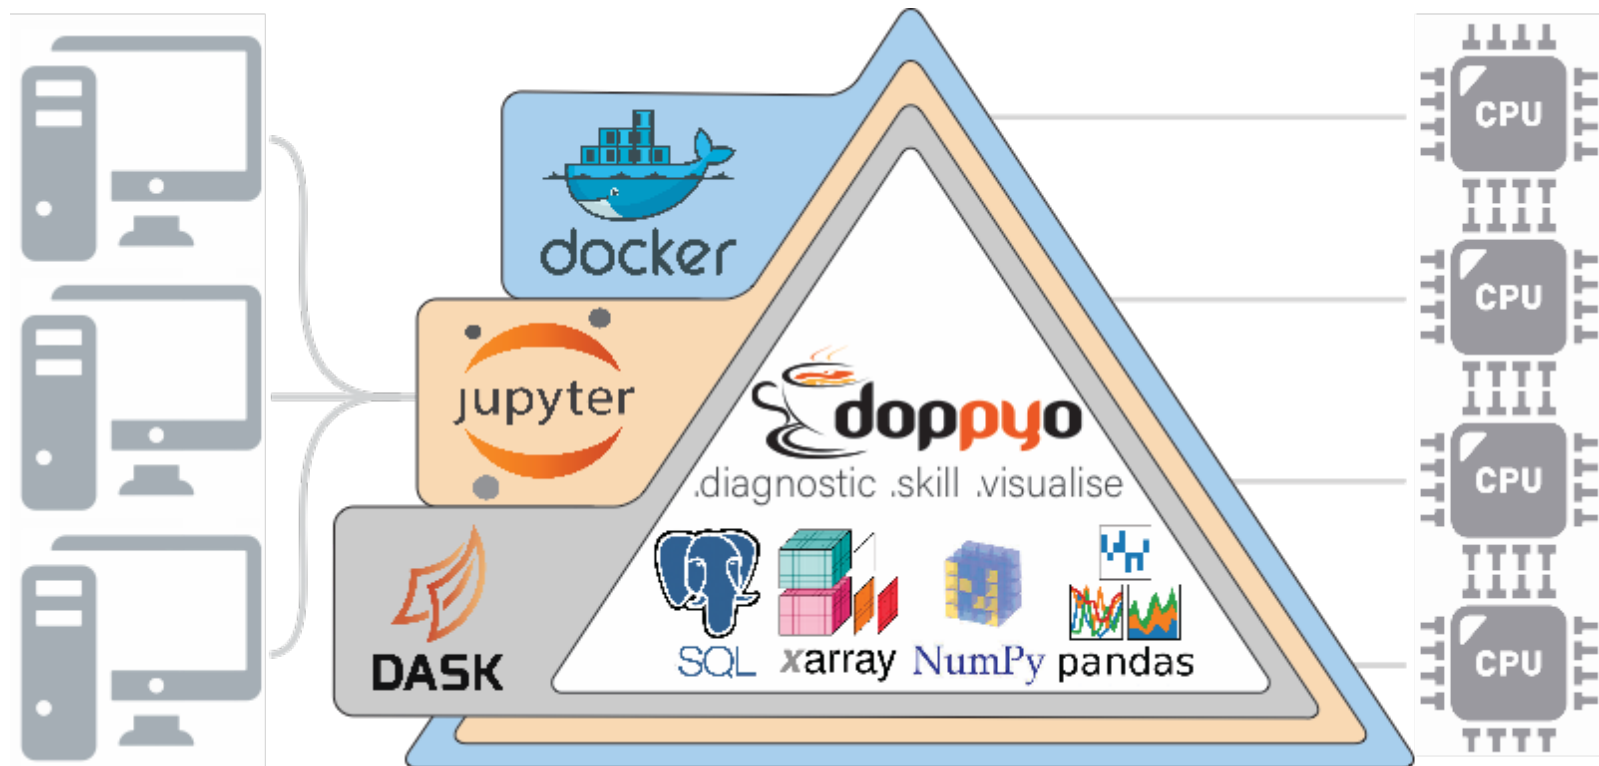 docker
jupyter
DASK
doppyo
.diagnostic .skill .visualise
SQL
xarray
NumPy
pandas
CPU
CPU
CPU
CPU